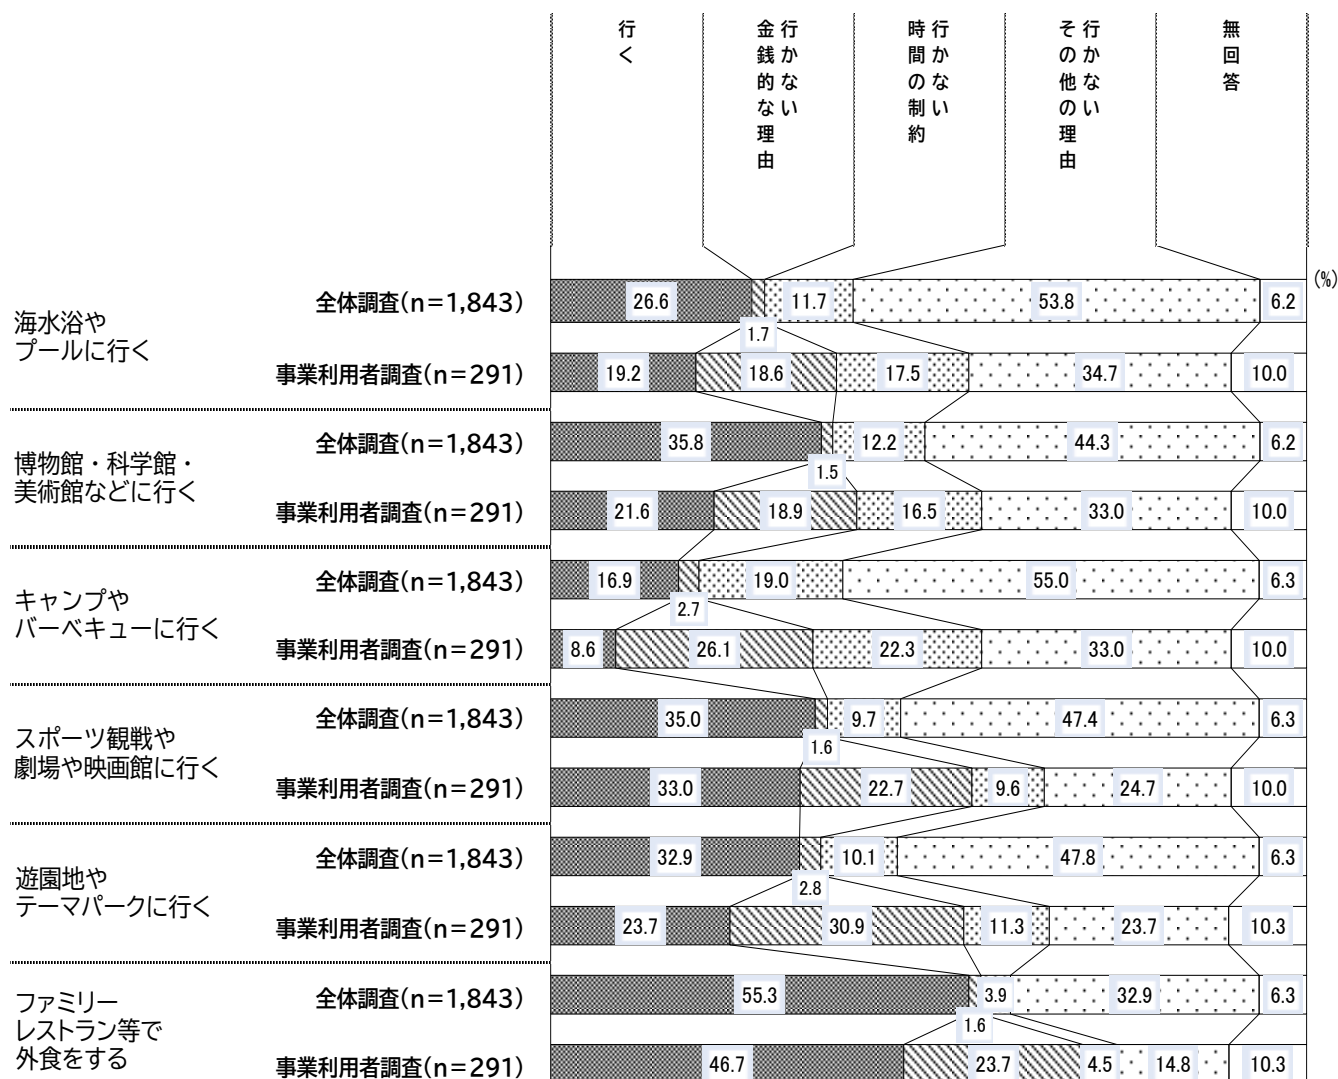 行く
行かない
金銭的な理由
行かない
時間の制約
行かない
その他の理由
無回答
(%)
海水浴や
プールに行く
全体調査(n=1,843)
26.6
1.7
11.7
53.8
6.2
事業利用者調査(n=291)
19.2
18.6
17.5
34.7
10.0
博物館・科学館・
美術館などに行く
全体調査(n=1,843)
35.8
1.5
12.2
44.3
6.2
事業利用者調査(n=291)
21.6
18.9
16.5
33.0
10.0
キャンプや
バーベキューに行く
全体調査(n=1,843)
16.9
2.7
19.0
55.0
6.3
事業利用者調査(n=291)
8.6
26.1
22.3
33.0
10.0
スポーツ観戦や
劇場や映画館に行く
全体調査(n=1,843)
35.0
1.6
9.7
47.4
6.3
事業利用者調査(n=291)
33.0
22.7
9.6
24.7
10.0
遊園地や
テーマパークに行く
全体調査(n=1,843)
32.9
2.8
10.1
47.8
6.3
事業利用者調査(n=291)
23.7
30.9
11.3
23.7
10.3
ファミリー
レストラン等で
外食をする
全体調査(n=1,843)
55.3
1.6
3.9
32.9
6.3
事業利用者調査(n=291)
46.7
23.7
4.5
14.8
10.3